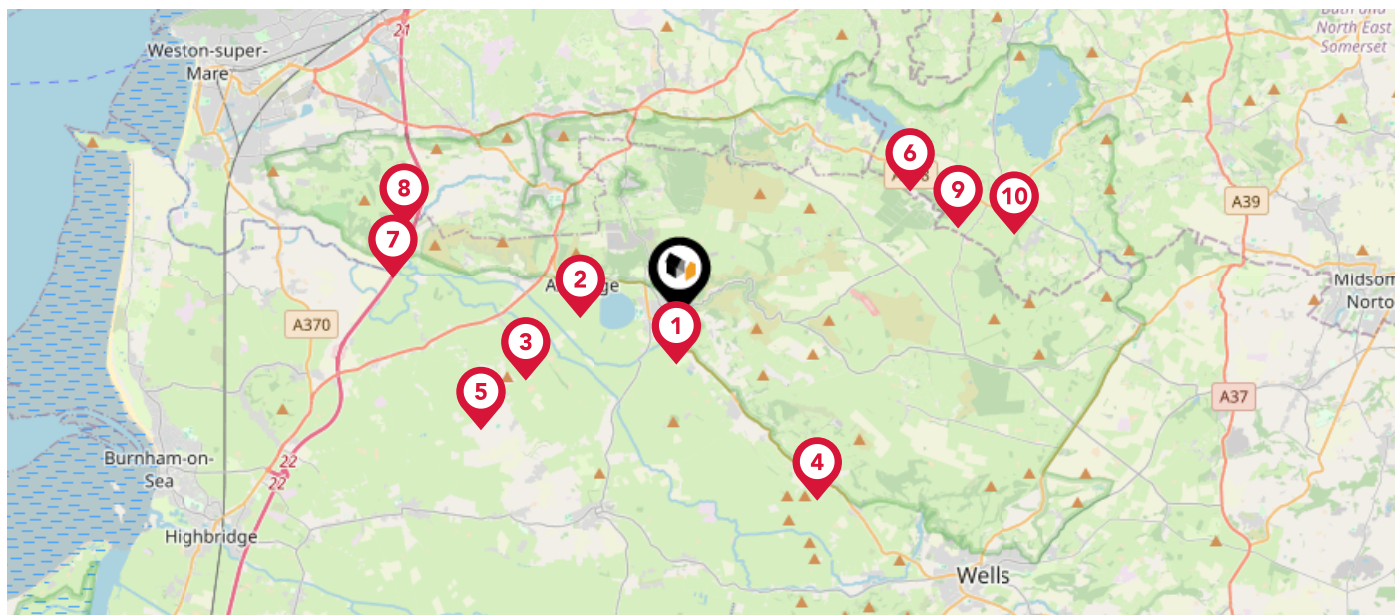 21
Bath and
North East
Somerset
Weston-super-
Mare
8
6
9
10
A39
7
2
1
A370
3
5
Midsom
Norto
A37
4
Burnham-on-
Sea
22
22
Highbridge
Wells